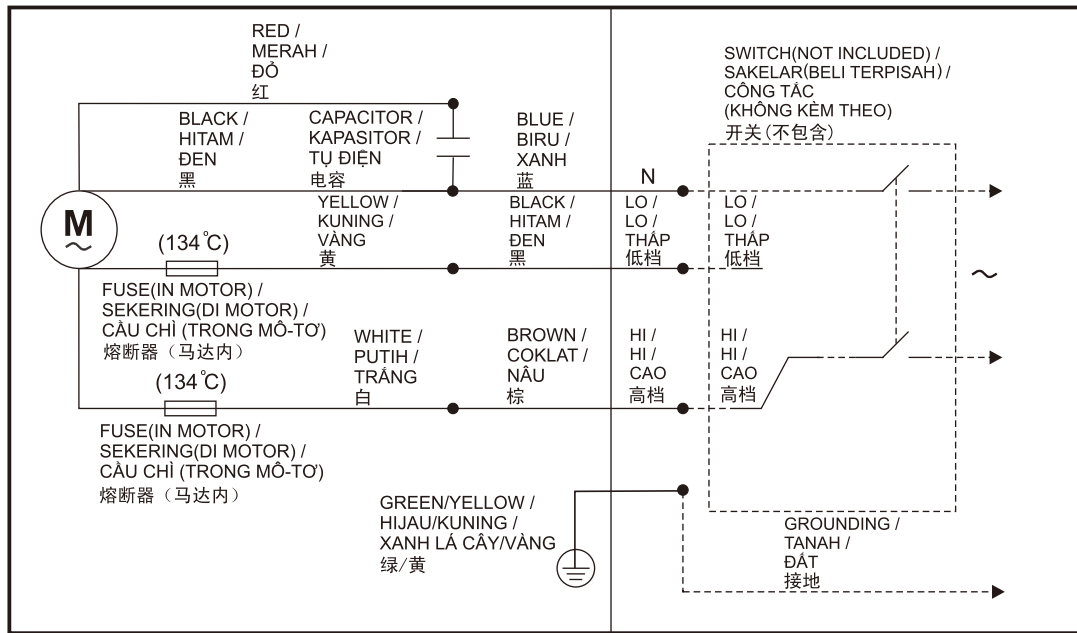 RED /
MERAH /
ĐỎ
红
SWITCH(NOT INCLUDED) /
SAKELAR(BELI TERPISAH) /
CÔNG TẮC
(KHÔNG KÈM THEO)
开关(不包含)
BLACK /
HITAM /
ĐEN
黑
CAPACITOR /
KAPASITOR /
TỤ ĐIỆN
电容
BLUE /
BIRU /
XANH
蓝
N
M
~
YELLOW /
KUNING /
VÀNG
黄
BLACK /
HITAM /
ĐEN
黑
LO /
LO /
THẤP
低档
LO /
LO /
THẤP
低档
~
(134℃)
FUSE(IN MOTOR) /
SEKERING(DI MOTOR) /
CẦU CHÌ (TRONG MÔ-TƠ)
熔断器（马达内）
WHITE /
PUTIH /
TRẮNG
白
BROWN /
COKLAT /
NÂU
棕
HI /
HI /
CAO
高档
HI /
HI /
CAO
高档
(134℃)
FUSE(IN MOTOR) /
SEKERING(DI MOTOR) /
CẦU CHÌ (TRONG MÔ-TƠ)
熔断器（马达内）
GREEN/YELLOW /
HIJAU/KUNING /
XANH LÁ CÂY/VÀNG
绿/黄
GROUNDING /
TANAH /
ĐẤT
接地